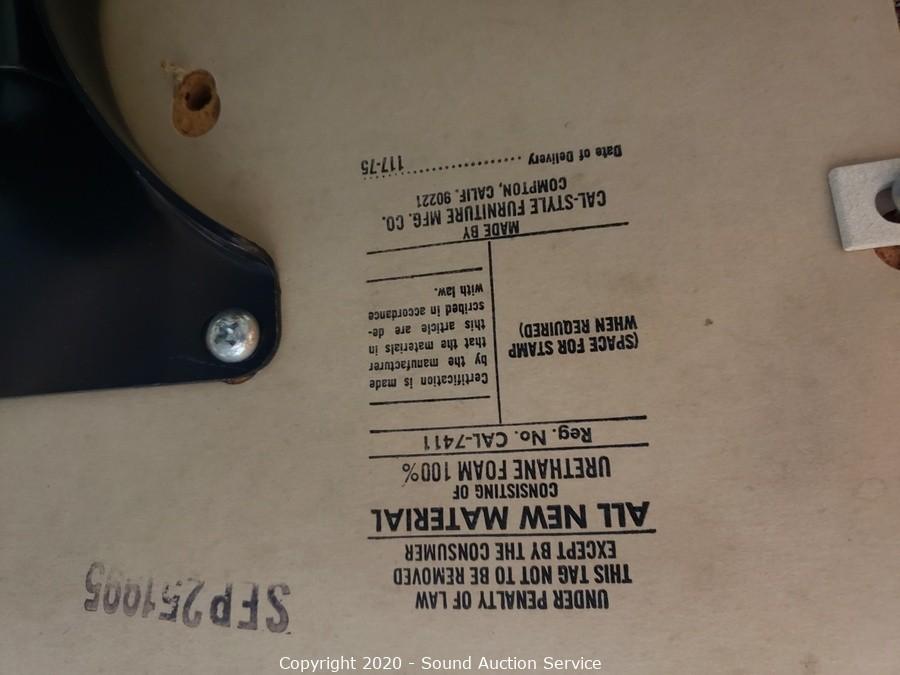 UNDER PENALTY OF LAW
THIS TAG NOT TO BE REMOVED
EXCEPT BY THE CONSUMER
ALL NEW MATERIAL
CONSISTING OF
URETHANE FOAM 100%
Reg. No. CAL-7411
(SPACE FOR STAMP
WHEN REQUIRED)
Certification is made
by the manufacturer
that the materials in
this article are de-
scribed in accordance
with law.
MADE BY
CAL-STYLE FURNITURE MFG. CO.
COMPTON, CALIF. 90221
Date of Delivery ........................ 117-75
SEP 25 1995
Copyright 2020 - Sound Auction Service